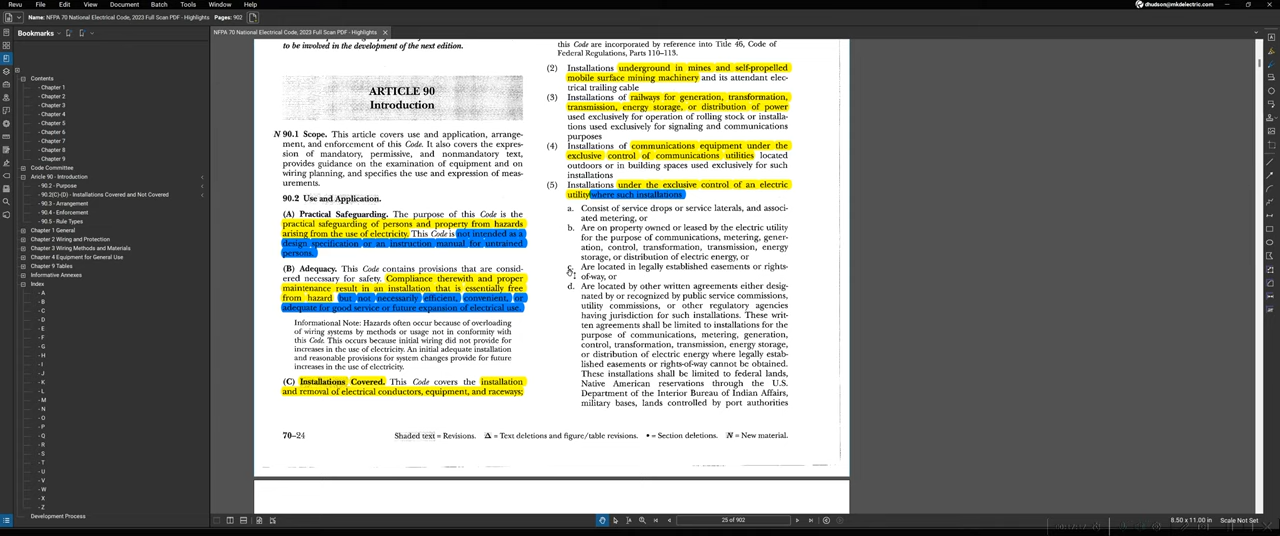 Revu File Edit View Document Batch Tools Window Help
dhudson@mkdelectric.com
Name: NFPA 70 National Electrical Code, 2023 Full Scan PDF - Highlights Pages: 902
Bookmarks
NFPA 70 National Electrical Code, 2023 Full Scan PDF - Highlights
Contents
- Chapter 1
- Chapter 2
- Chapter 3
- Chapter 4
- Chapter 5
- Chapter 6
- Chapter 7
- Chapter 8
- Chapter 9
Code Committee
Aricle 90 - Introduction
- 90.2 - Purpose
- 90.2(C)-(D) - Installations Covered and Not Covered
- 90.3 - Arrangement
- 90.4 - Enforcement
- 90.5 - Rule Types
Chapter 1 General
Chapter 2 Wiring and Protection
Chapter 3 Wiring Methods and Materials
Chapter 4 Equipment for General Use
Chapter 9 Tables
Informative Annexes
Index
- A
- B
- C
- D
- E
- F
- G
- H
- I
- J
- K
- L
- M
- N
- O
- P
- Q
- R
- S
- T
- U
- V
- W
- X
- Z
Development Process
to be involved in the development of the next edition.
ARTICLE 90
Introduction
N 90.1 Scope. This article covers use and application, arrange-
ment, and enforcement of this Code. It also covers the expres-
sion of mandatory, permissive, and nonmandatory text,
provides guidance on the examination of equipment and on
wiring planning, and specifies the use and expression of meas-
urements.
90.2 Use and Application.
(A) Practical Safeguarding. The purpose of this Code is the
practical safeguarding of persons and property from hazards
arising from the use of electricity. This Code is not intended as a
design specification or an instruction manual for untrained
persons.
(B) Adequacy. This Code contains provisions that are consid-
ered necessary for safety. Compliance therewith and proper
maintenance result in an installation that is essentially free
from hazard but not necessarily efficient, convenient, or
adequate for good service or future expansion of electrical use.
Informational Note: Hazards often occur because of overloading
of wiring systems by methods or usage not in conformity with
this Code. This occurs because initial wiring did not provide for
increases in the use of electricity. An initial adequate installation
and reasonable provisions for system changes provide for future
increases in the use of electricity.
(C) Installations Covered. This Code covers the installation
and removal of electrical conductors, equipment, and raceways;
this Code are incorporated by reference into Title 46, Code of
Federal Regulations, Parts 110–113.
(2) Installations underground in mines and self-propelled
mobile surface mining machinery and its attendant elec-
trical trailing cable
(3) Installations of railways for generation, transformation,
transmission, energy storage, or distribution of power
used exclusively for operation of rolling stock or installa-
tions used exclusively for signaling and communications
purposes
(4) Installations of communications equipment under the
exclusive control of communications utilities located
outdoors or in building spaces used exclusively for such
installations
(5) Installations under the exclusive control of an electric
utility where such installations
a. Consist of service drops or service laterals, and associ-
ated metering, or
b. Are on property owned or leased by the electric utility
for the purpose of communications, metering, gener-
ation, control, transformation, transmission, energy
storage, or distribution of electric energy, or
c. Are located in legally established easements or rights-
of-way, or
d. Are located by other written agreements either desig-
nated by or recognized by public service commissions,
utility commissions, or other regulatory agencies
having jurisdiction for such installations. These writ-
ten agreements shall be limited to installations for the
purpose of communications, metering, generation,
control, transformation, transmission, energy storage,
or distribution of electric energy where legally estab-
lished easements or rights-of-way cannot be obtained.
These installations shall be limited to federal lands,
Native American reservations through the U.S.
Department of the Interior Bureau of Indian Affairs,
military bases, lands controlled by port authorities
70–24
Shaded text = Revisions. Δ = Text deletions and figure/table revisions. • = Section deletions. N = New material.
25 of 902
8.50 x 11.00 in Scale Not Set